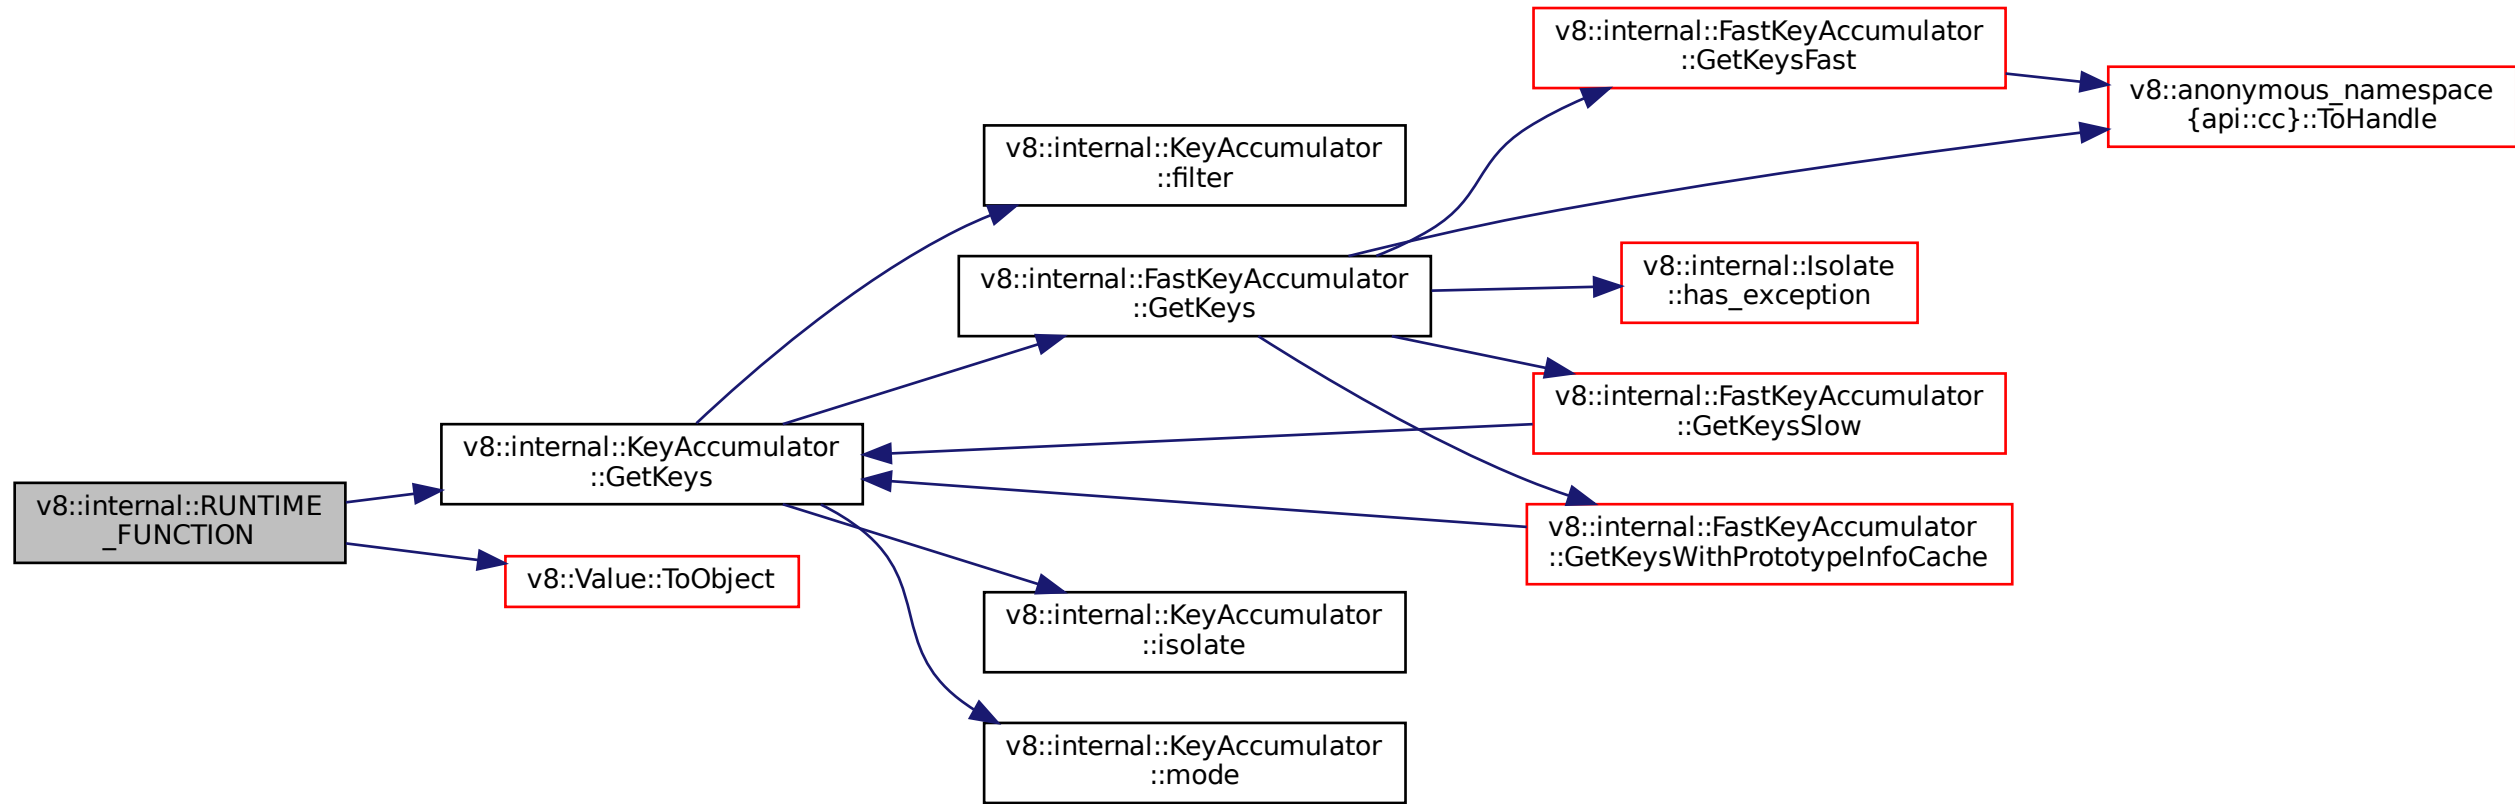 v8::internal::RUNTIME
_FUNCTION
v8::internal::KeyAccumulator
::GetKeys
v8::Value::ToObject
v8::internal::KeyAccumulator
::filter
v8::internal::FastKeyAccumulator
::GetKeys
v8::internal::KeyAccumulator
::isolate
v8::internal::KeyAccumulator
::mode
v8::internal::FastKeyAccumulator
::GetKeysFast
v8::internal::Isolate
::has_exception
v8::internal::FastKeyAccumulator
::GetKeysSlow
v8::internal::FastKeyAccumulator
::GetKeysWithPrototypeInfoCache
v8::anonymous_namespace
{api::cc}::ToHandle